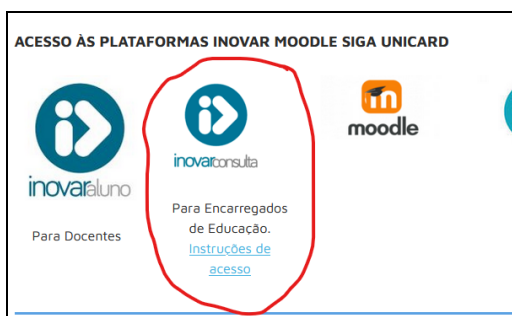 ACESSO ÀS PLATAFORMAS INOVAR MOODLE SIGA UNICARD
inovaraluno
Para Docentes
inovarconsulta
Para Encarregados
de Educação.
Instruções de
acesso
m
moodle